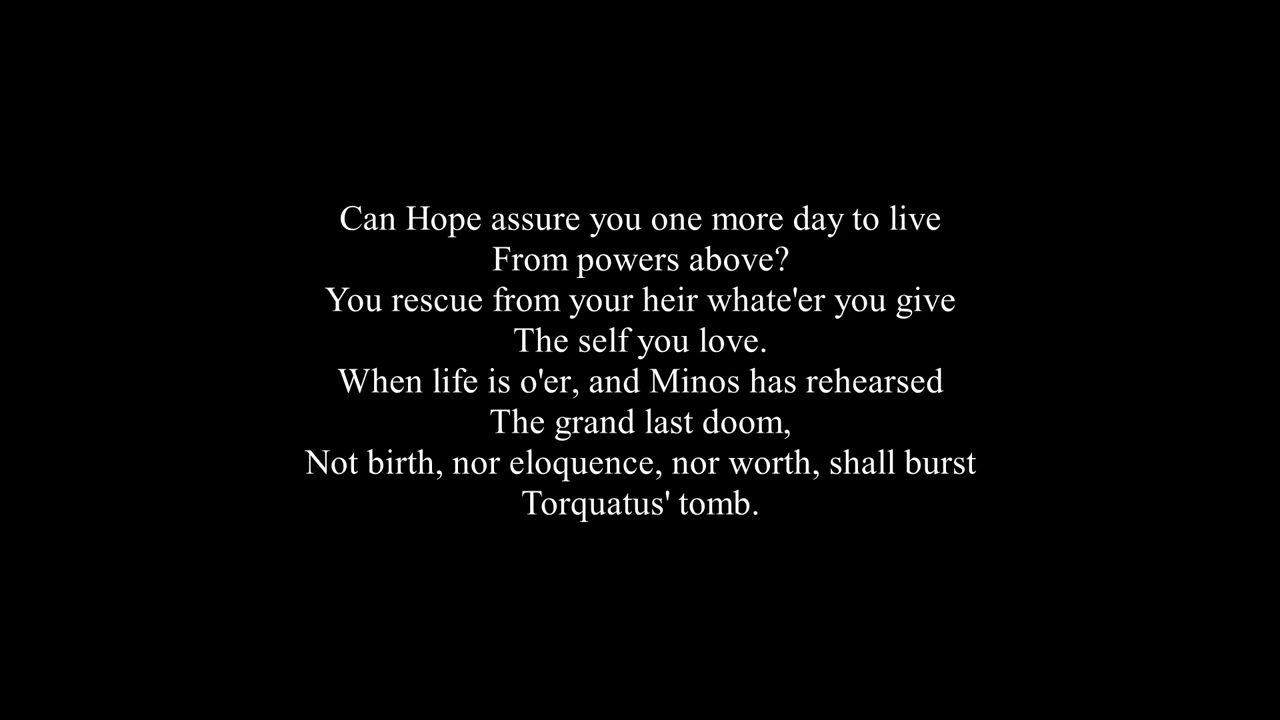 Can Hope assure you one more day to live
From powers above?
You rescue from your heir whate'er you give
The self you love.
When life is o'er, and Minos has rehearsed
The grand last doom,
Not birth, nor eloquence, nor worth, shall burst
Torquatus' tomb.